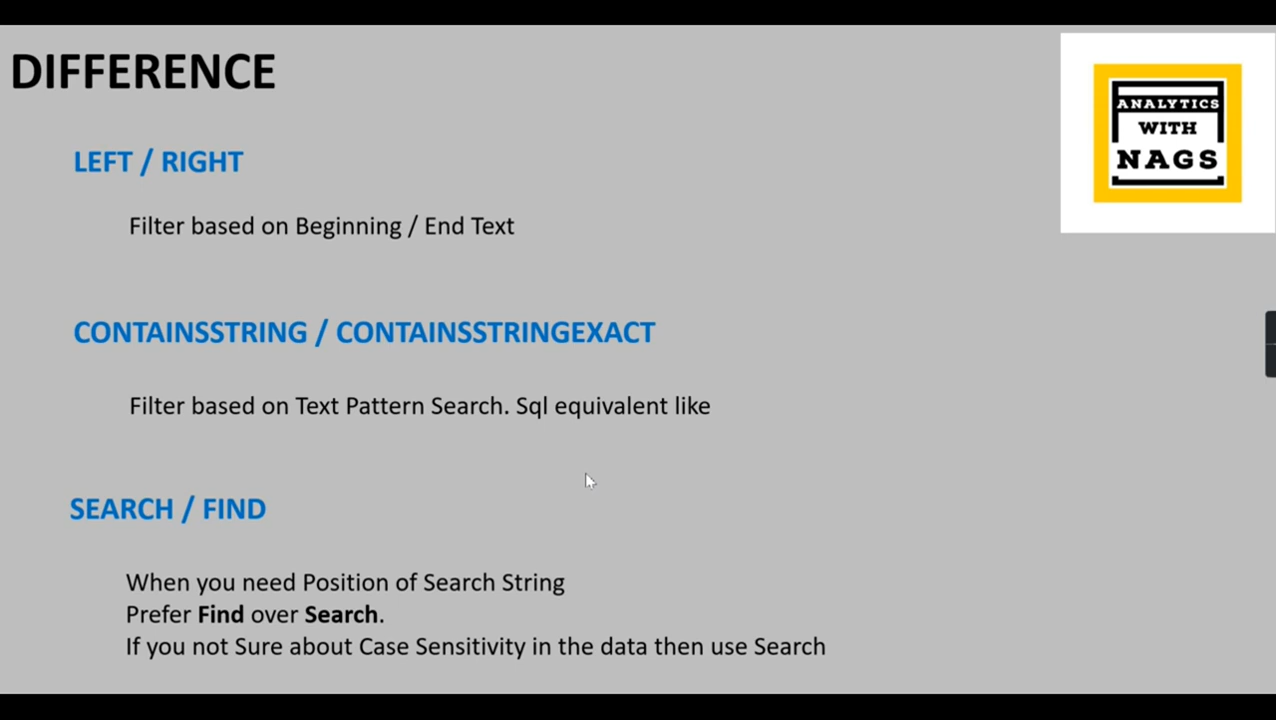 DIFFERENCE
ANALYTICS
WITH
NAGS
LEFT / RIGHT
Filter based on Beginning / End Text
CONTAINSSTRING / CONTAINSSTRINGEXACT
Filter based on Text Pattern Search. Sql equivalent like
SEARCH / FIND
When you need Position of Search String
Prefer Find over Search.
If you not Sure about Case Sensitivity in the data then use Search